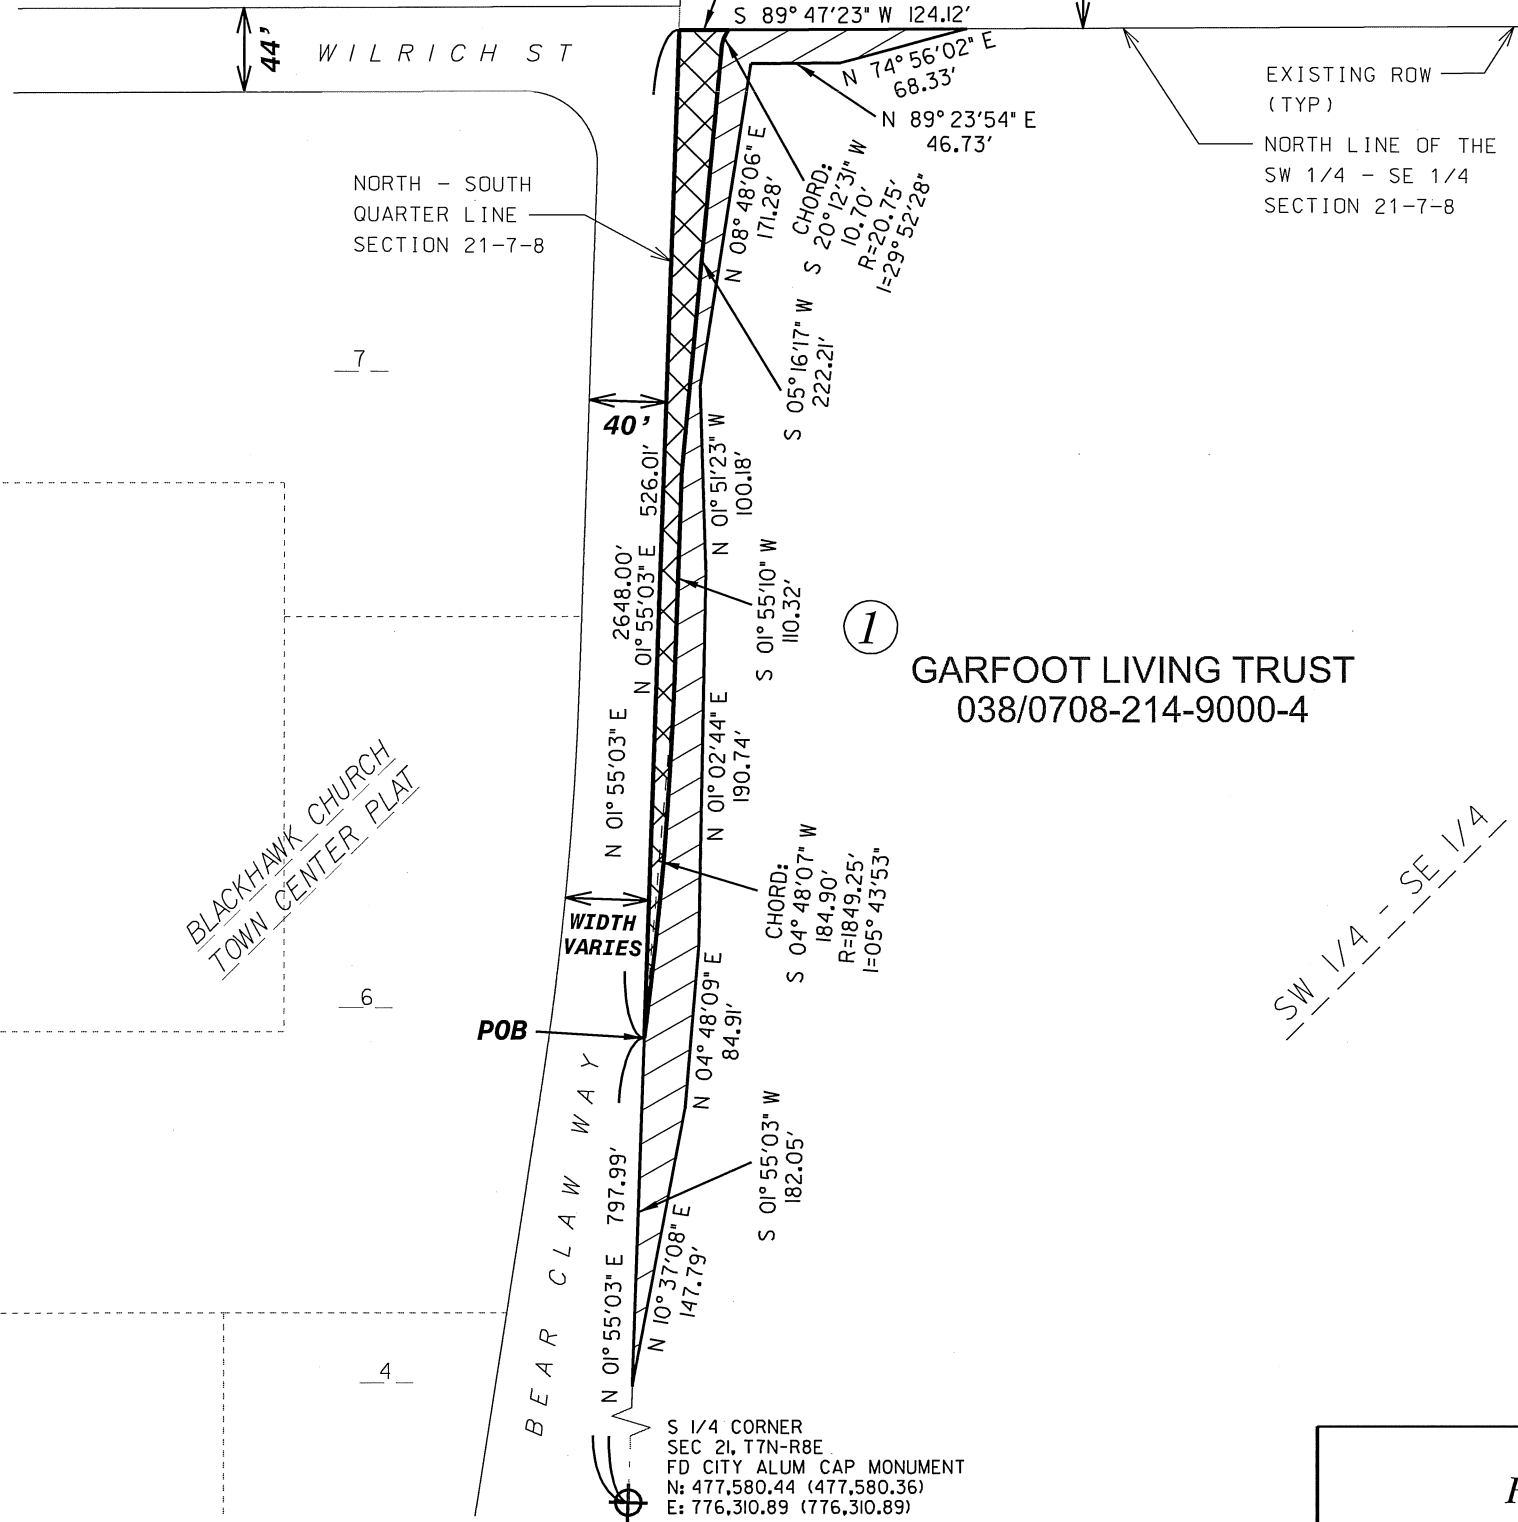 S 89°47'23" W 124.12'
44'
WILRICH ST
N 74°56'02" E
68.33'
N 89°23'54" E
46.73'
EXISTING ROW
(TYP)
NORTH LINE OF THE
SW 1/4 - SE 1/4
SECTION 21-7-8
NORTH - SOUTH
QUARTER LINE
SECTION 21-7-8
N 08°48'06" E
171.28'
CHORD:
S 20°12'31" W
10.70'
R=20.75'
I=29°52'28"
S 05°16'17" W
222.21'
7
40'
526.01'
N 01°51'23" W
100.18'
2648.00'
N 01°55'03" E
S 01°55'10" W
110.32'
1
GARFOOT LIVING TRUST
038/0708-214-9000-4
N 01°55'03" E
N 01°02'44" E
190.74'
BLACKHAWK CHURCH
TOWN CENTER PLAT
CHORD:
S 04°48'07" W
184.90'
R=1849.25'
I=05°43'53"
SW 1/4 - SE 1/4
WIDTH
VARIES
6
POB
N 04°48'09" E
84.91'
BEAR CLAW WAY
S 01°55'03" W
182.05'
N 01°55'03" E 797.99'
N 10°37'08" E
147.79'
4
S 1/4 CORNER
SEC 21, T7N-R8E
FD CITY ALUM CAP MONUMENT
N: 477,580.44 (477,580.36)
E: 776,310.89 (776,310.89)